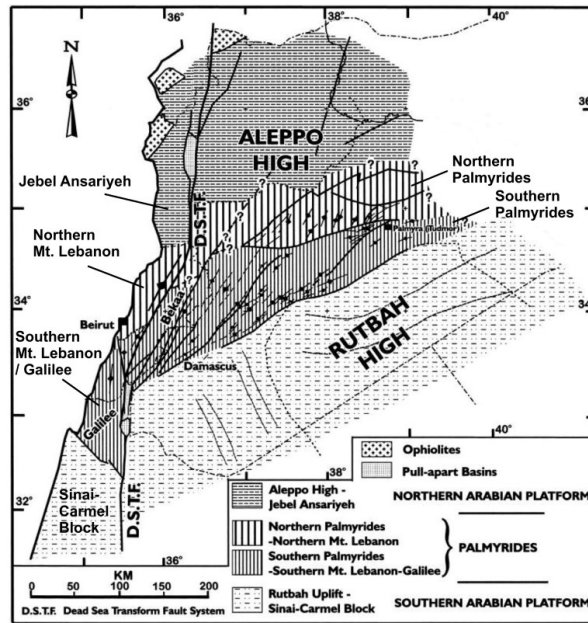 36°
38°
40°
N
36°
36°
ALEPPO
HIGH
Northern
Palmyrides
?
?
?
?
Jebel Ansariyeh
Southern
Palmyrides
D.S.T.F.
?
Palmyra (Tudmor)
?
Northern
Mt. Lebanon
?
?
?
Bekaa
34°
34°
Beirut
RUTBAH
HIGH
Southern
Mt. Lebanon
/ Galilee
Damascus
Galilee
40°
Ophiolites
Pull-apart Basins
38°
32°
Sinai-
Carmel
Block
D.S.T.F.
Aleppo High -
Jebel Ansariyeh
NORTHERN ARABIAN PLATFORM
Northern Palmyrides
-Northern Mt. Lebanon
PALMYRIDES
Southern Palmyrides
-Southern Mt. Lebanon-Galilee
36°
KM
0 50 100 150 200
Rutbah Uplift -
Sinai-Carmel Block
SOUTHERN ARABIAN PLATFORM
D.S.T.F. Dead Sea Transform Fault System